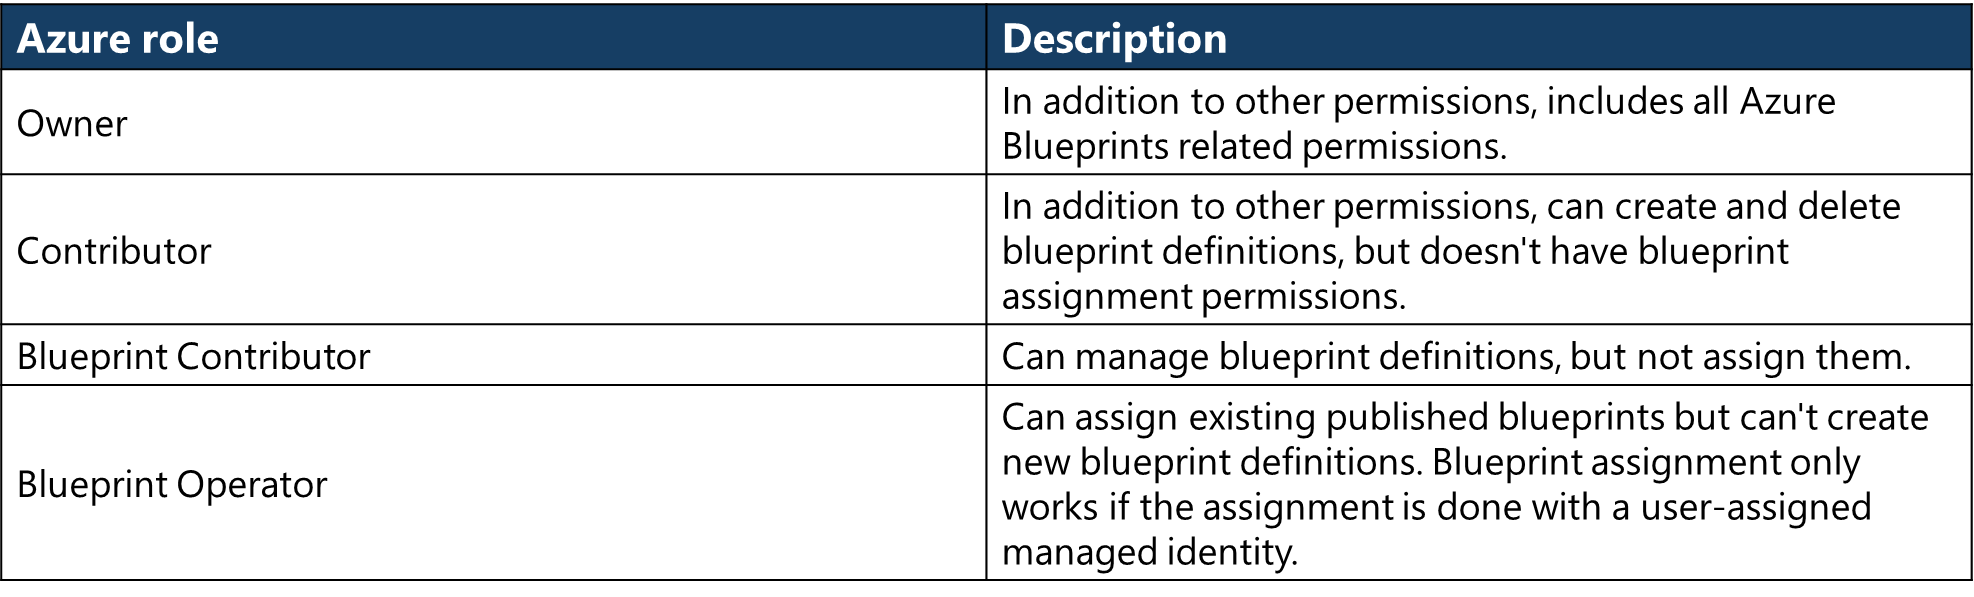 Azure role
Description
Owner
In addition to other permissions, includes all Azure
Blueprints related permissions.
Contributor
In addition to other permissions, can create and delete
blueprint definitions, but doesn't have blueprint
assignment permissions.
Blueprint Contributor
Can manage blueprint definitions, but not assign them.
Blueprint Operator
Can assign existing published blueprints but can't create
new blueprint definitions. Blueprint assignment only
works if the assignment is done with a user-assigned
managed identity.